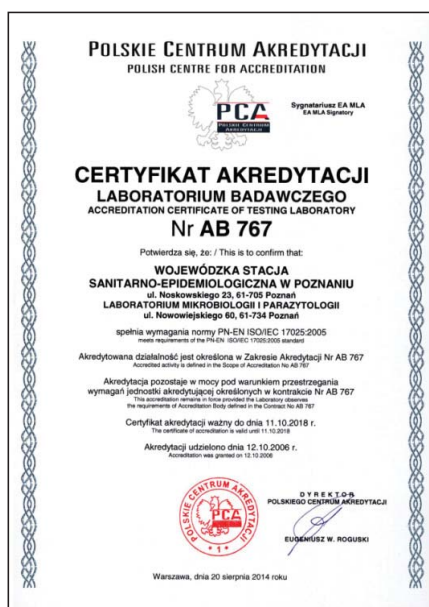 POLSKIE CENTRUM AKREDYTACJI
POLISH CENTRE FOR ACCREDITATION
PCA
POLSKIE CENTRUM
AKREDYTACJI
Sygnatariusz EA MLA
EA MLA Signatory
CERTYFIKAT AKREDYTACJI
LABORATORIUM BADAWCZEGO
ACCREDITATION CERTIFICATE OF TESTING LABORATORY
Nr AB 767
Potwierdza się, że: / This is to confirm that:
WOJEWÓDZKA STACJA
SANITARNO-EPIDEMIOLOGICZNA W POZNANIU
ul. Noskowskiego 23, 61-705 Poznań
LABORATORIUM MIKROBIOLOGII I PARAZYTOLOGII
ul. Nowowiejskiego 60, 61-734 Poznań
spełnia wymagania normy PN-EN ISO/IEC 17025:2005
meets requirements of the PN-EN ISO/IEC 17025:2005 standard
Akredytowana działalność jest określona w Zakresie Akredytacji Nr AB 767
Accredited activity is defined in the Scope of Accreditation No AB 767
Akredytacja pozostaje w mocy pod warunkiem przestrzegania
wymagań jednostki akredytującej określonych w kontrakcie Nr AB 767
This accreditation remains in force provided the Laboratory observes
the requirements of Accreditation Body defined in the Contract No AB 767
Certyfikat akredytacji ważny do dnia 11.10.2018 r.
The certificate of accreditation is valid until 11.10.2018
Akredytacji udzielono dnia 12.10.2006 r.
Accreditation was granted on 12.10.2006
POLSKIE CENTRUM AKREDYTACJI
PCA
1
DYREKTOR
POLSKIEGO CENTRUM AKREDYTACJI
EUGENIUSZ W. ROGUSKI
Warszawa, dnia 20 sierpnia 2014 roku